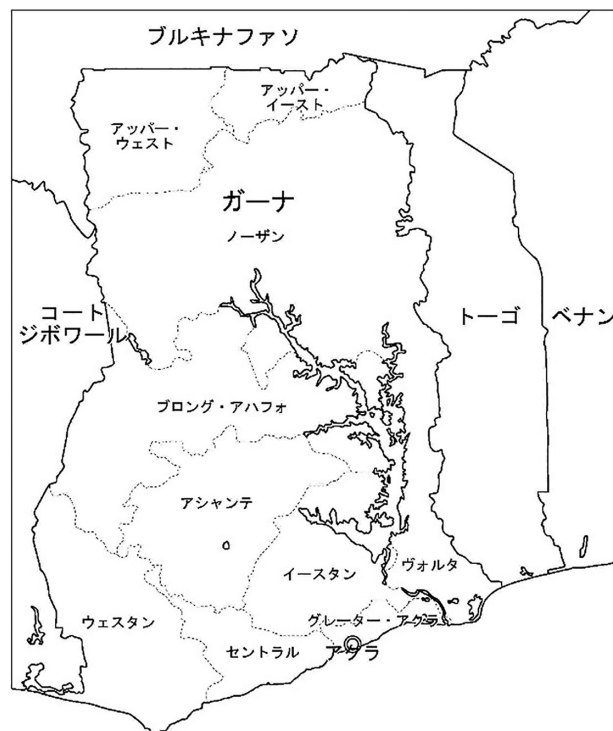 ブルキナファソ
アッパー・
イースト
アッパー・
ウェスト
ガーナ
ノーザン
コート
ジボワール
トーゴ
ベナン
ブロング・アハフォ
アシャンテ
イースタン
ヴォルタ
ウェスタン
グレーター・アクラ
セントラル
アクラ